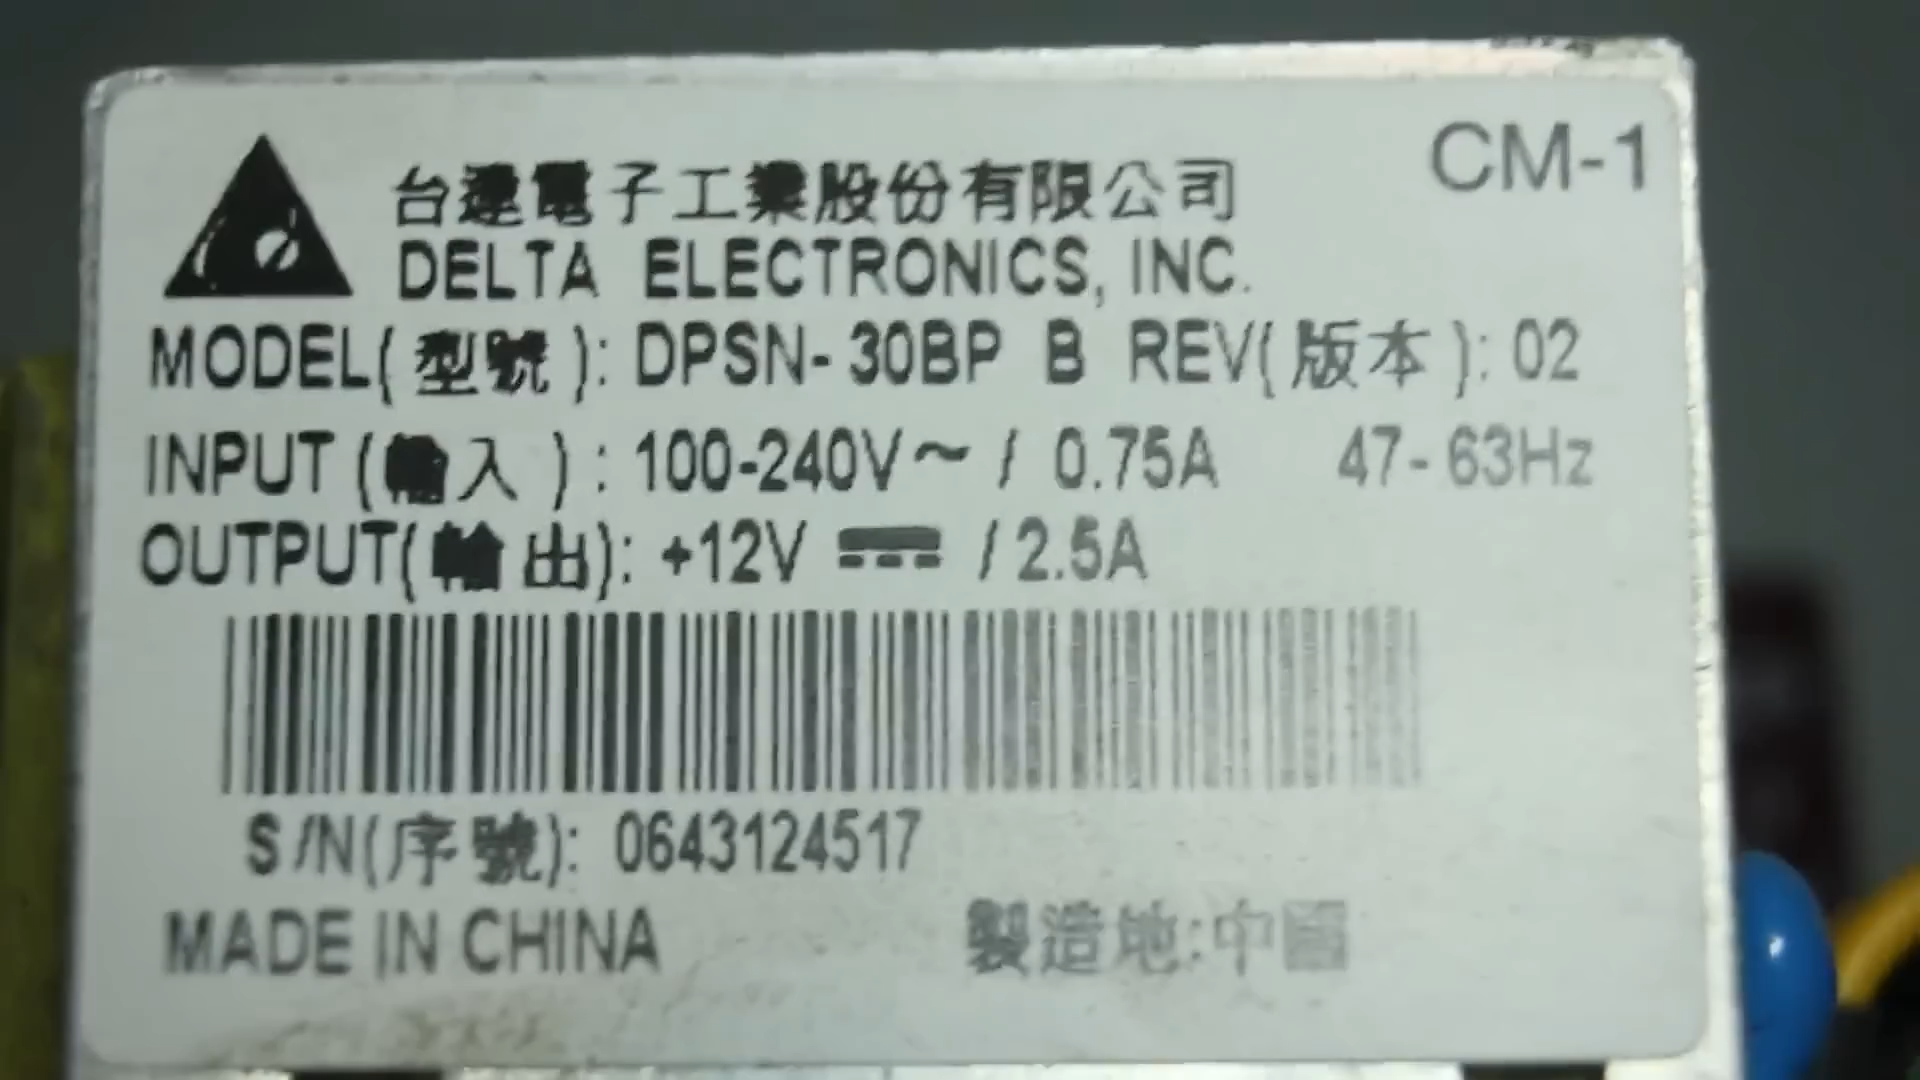 CM-1
台達電子工業股份有限公司
DELTA ELECTRONICS, INC.
MODEL(型號): DPSN-30BP B REV(版本): 02
INPUT (輸入) : 100-240V～ / 0.75A 47-63Hz
OUTPUT(輸出): +12V ⎓ / 2.5A
S/N(序號): 0643124517
MADE IN CHINA 製造地:中國